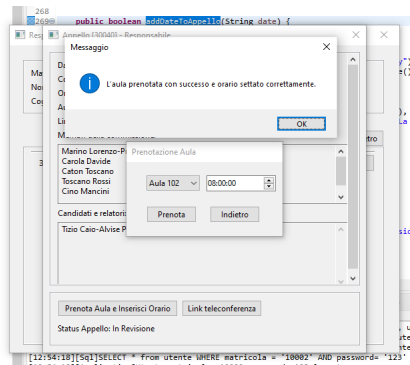 268
269 public boolean addDateToAppello(String date) {
Appello [30040] - Responsabile
Messaggio
L'aula prenotata con successo e orario settato correttamente.
OK
Marino Lorenzo-P
Carola Davide
Caton Toscano
Toscano Rossi
Cino Mancini
Prenotazione Aula
Aula 102
08:00:00
Prenota
Indietro
Candidati e relatori
Tizio Caio-Alvise P
Prenota Aula e Inserisci Orario
Link teleconferenza
Status Appello: In Revisione
[12:54:18][Sql]SELECT * from utente WHERE matricola = '10002' AND password= '123'